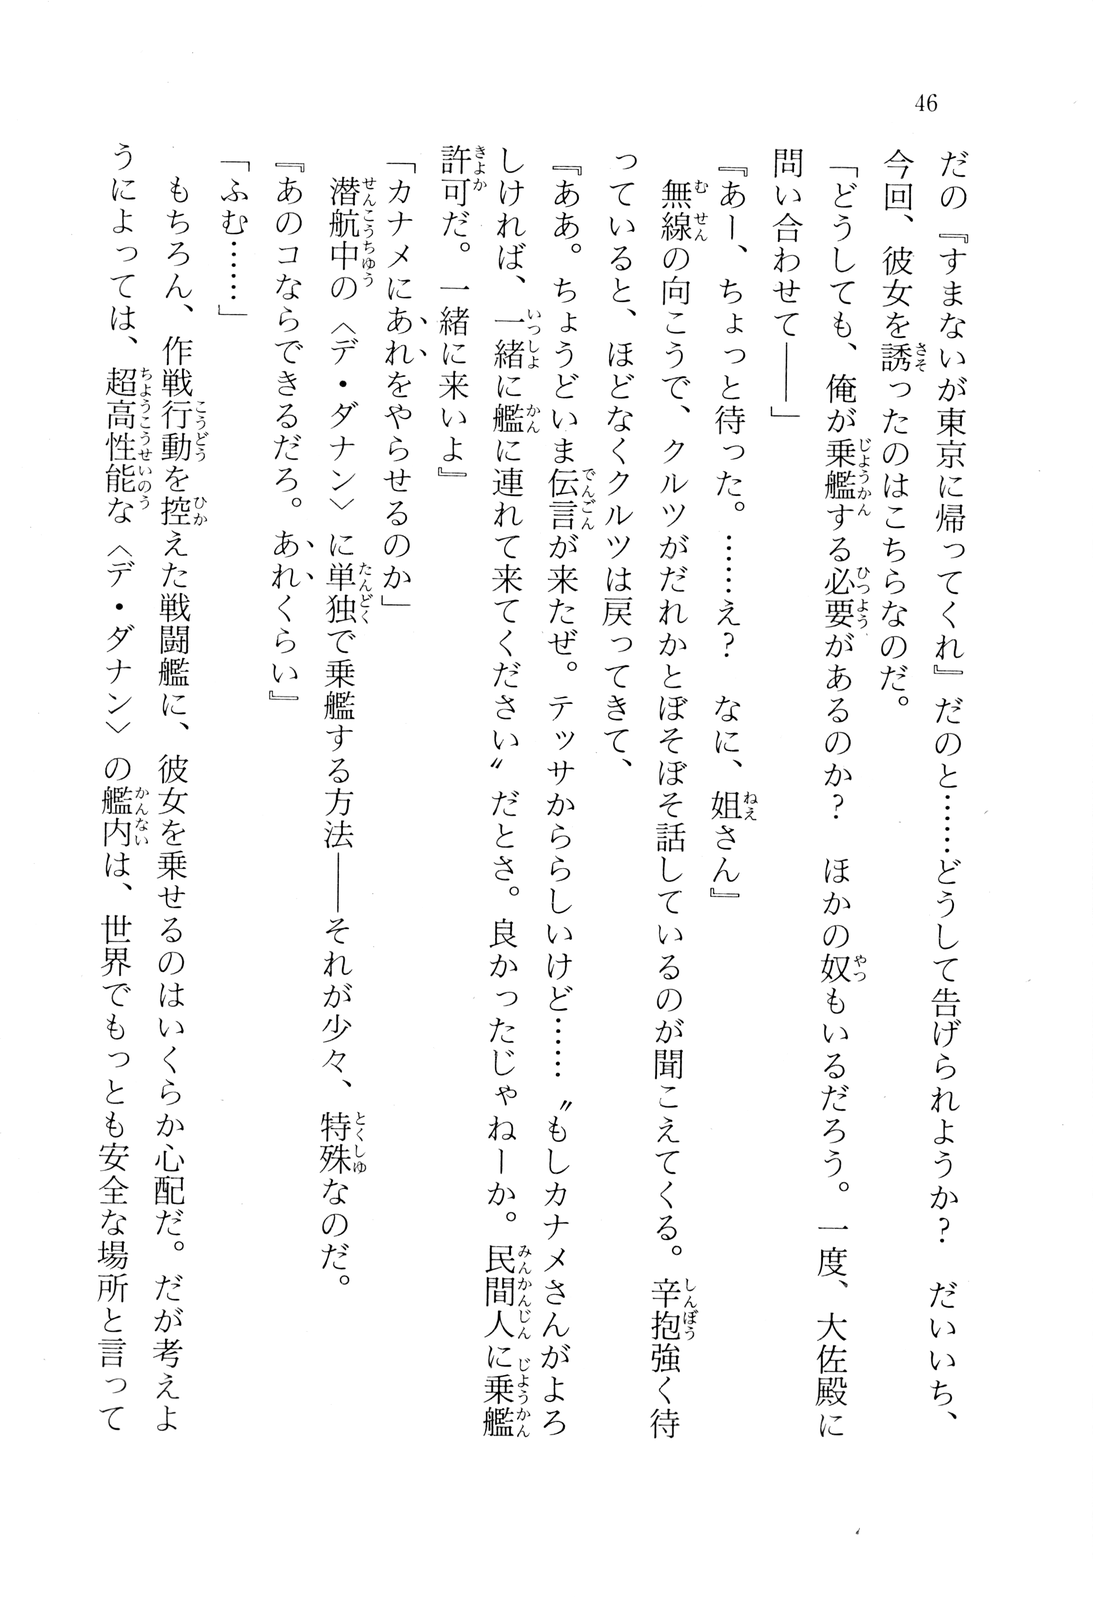 46
だの『すまないが東京に帰ってくれ』だのと……どうして告げられようか？　だいいち、
今回、彼女を誘ったのはこちらなのだ。
「どうしても、俺が乗艦する必要があるのか？　ほかの奴もいるだろう。一度、大佐殿に
問い合わせて――」
『あー、ちょっと待った。……え？　なに、姐さん』
　無線の向こうで、クルツがだれかとぼそぼそ話しているのが聞こえてくる。辛抱強く待
っていると、ほどなくクルツは戻ってきて、
『ああ。ちょうどいま伝言が来たぜ。テッサかららしいけど……〝もしカナメさんがよろ
しければ、一緒に艦に連れて来てください〟だとさ。良かったじゃねーか。民間人に乗艦
許可だ。一緒に来いよ』
「カナメにあれをやらせるのか」
　潜航中の〈デ・ダナン〉に単独で乗艦する方法――それが少々、特殊なのだ。
『あのコならできるだろ。あれくらい』
「ふむ……」
　もちろん、作戦行動を控えた戦闘艦に、彼女を乗せるのはいくらか心配だ。だが考えよ
うによっては、超高性能な〈デ・ダナン〉の艦内は、世界でもっとも安全な場所と言って